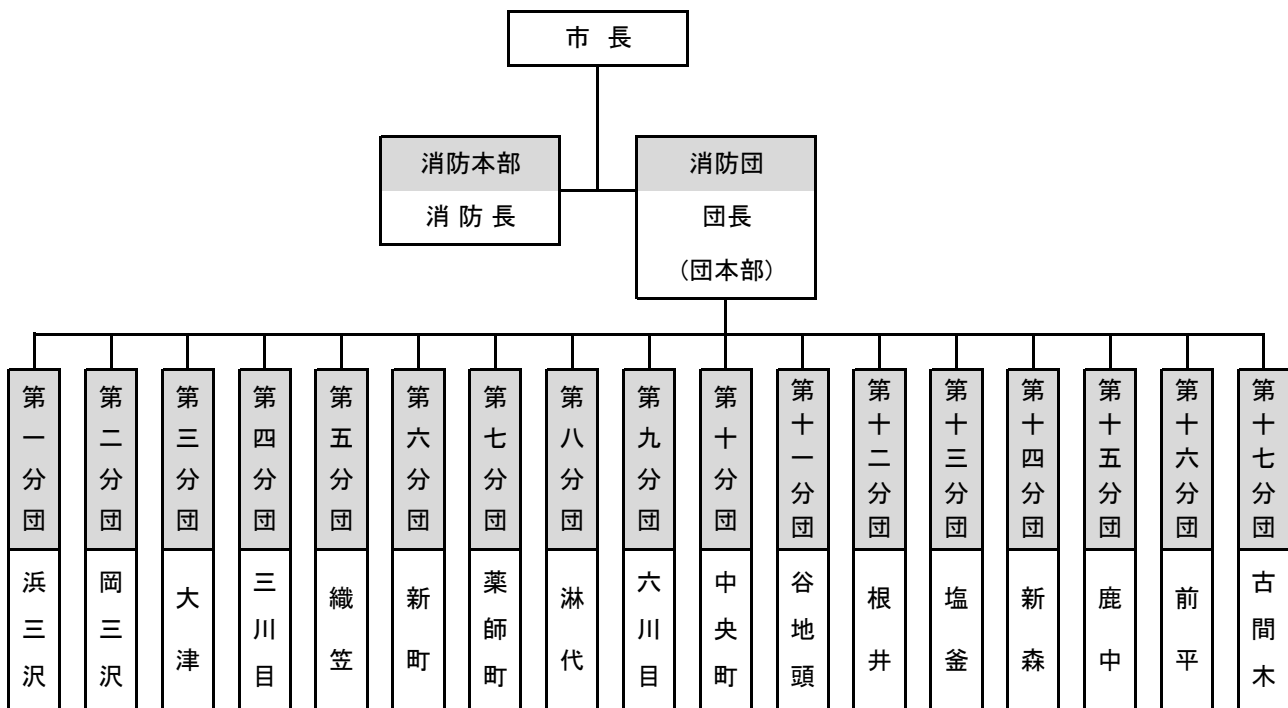 市 長
消防本部
消 防 長
消防団
団長
（団本部）
第一分団
浜三沢
第二分団
岡三沢
第三分団
大津
第四分団
三川目
第五分団
織笠
第六分団
新町
第七分団
薬師町
第八分団
淋代
第九分団
六川目
第十分団
中央町
第十一分団
谷地頭
第十二分団
根井
第十三分団
塩釜
第十四分団
新森
第十五分団
鹿中
第十六分団
前平
第十七分団
古間木